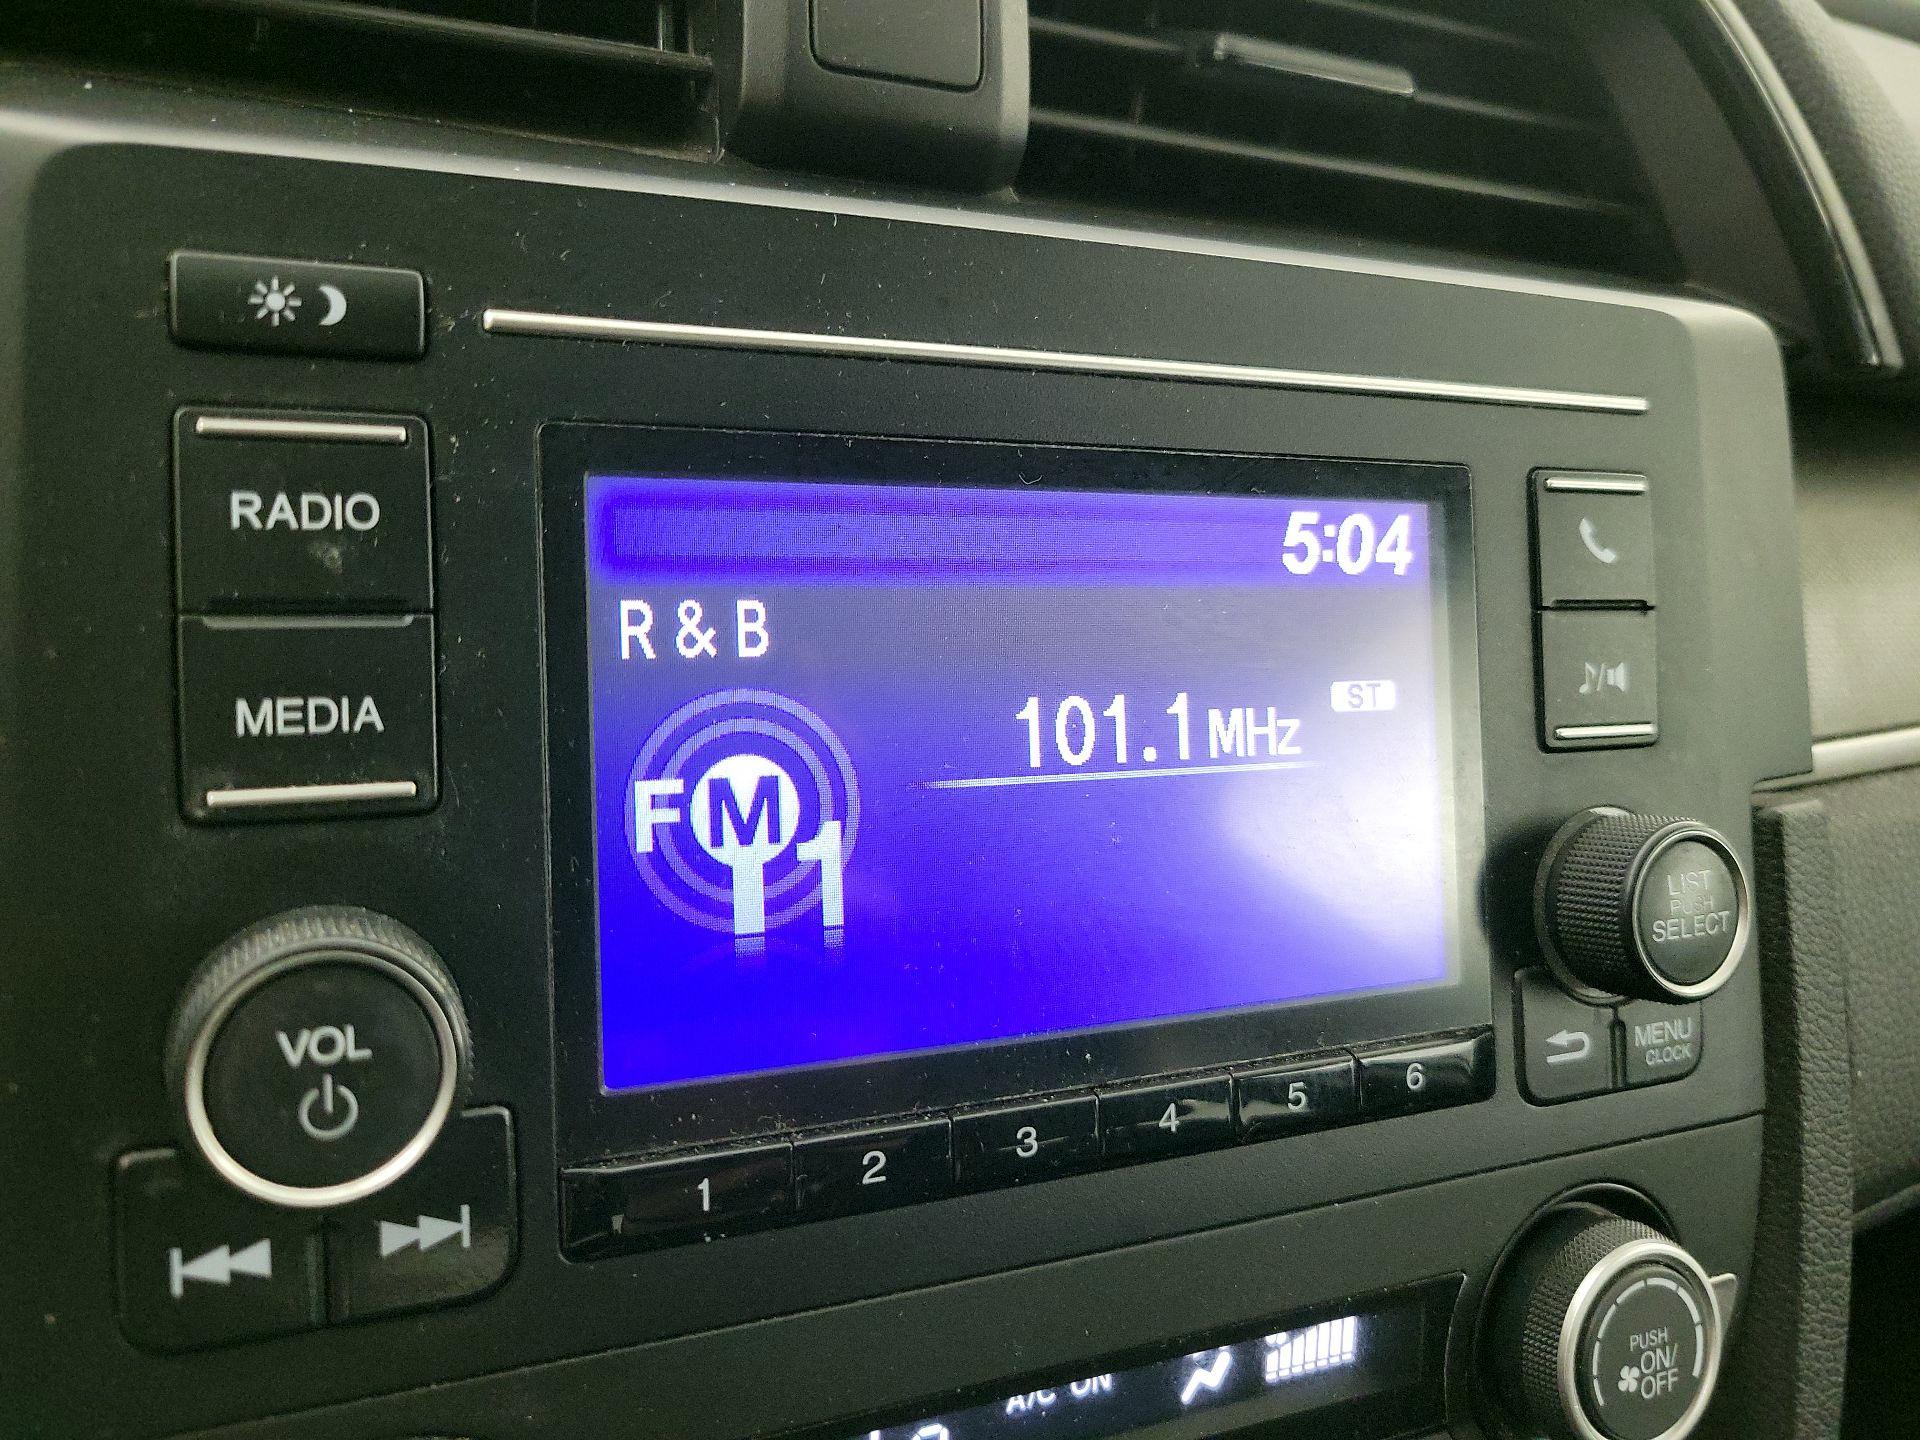 RADIO
MEDIA
VOL
5:04
R & B
101.1 MHz
ST
FM 1
1 2 3 4 5 6
LIST
PUSH
SELECT
MENU
CLOCK
A/C ON
PUSH
ON/
OFF